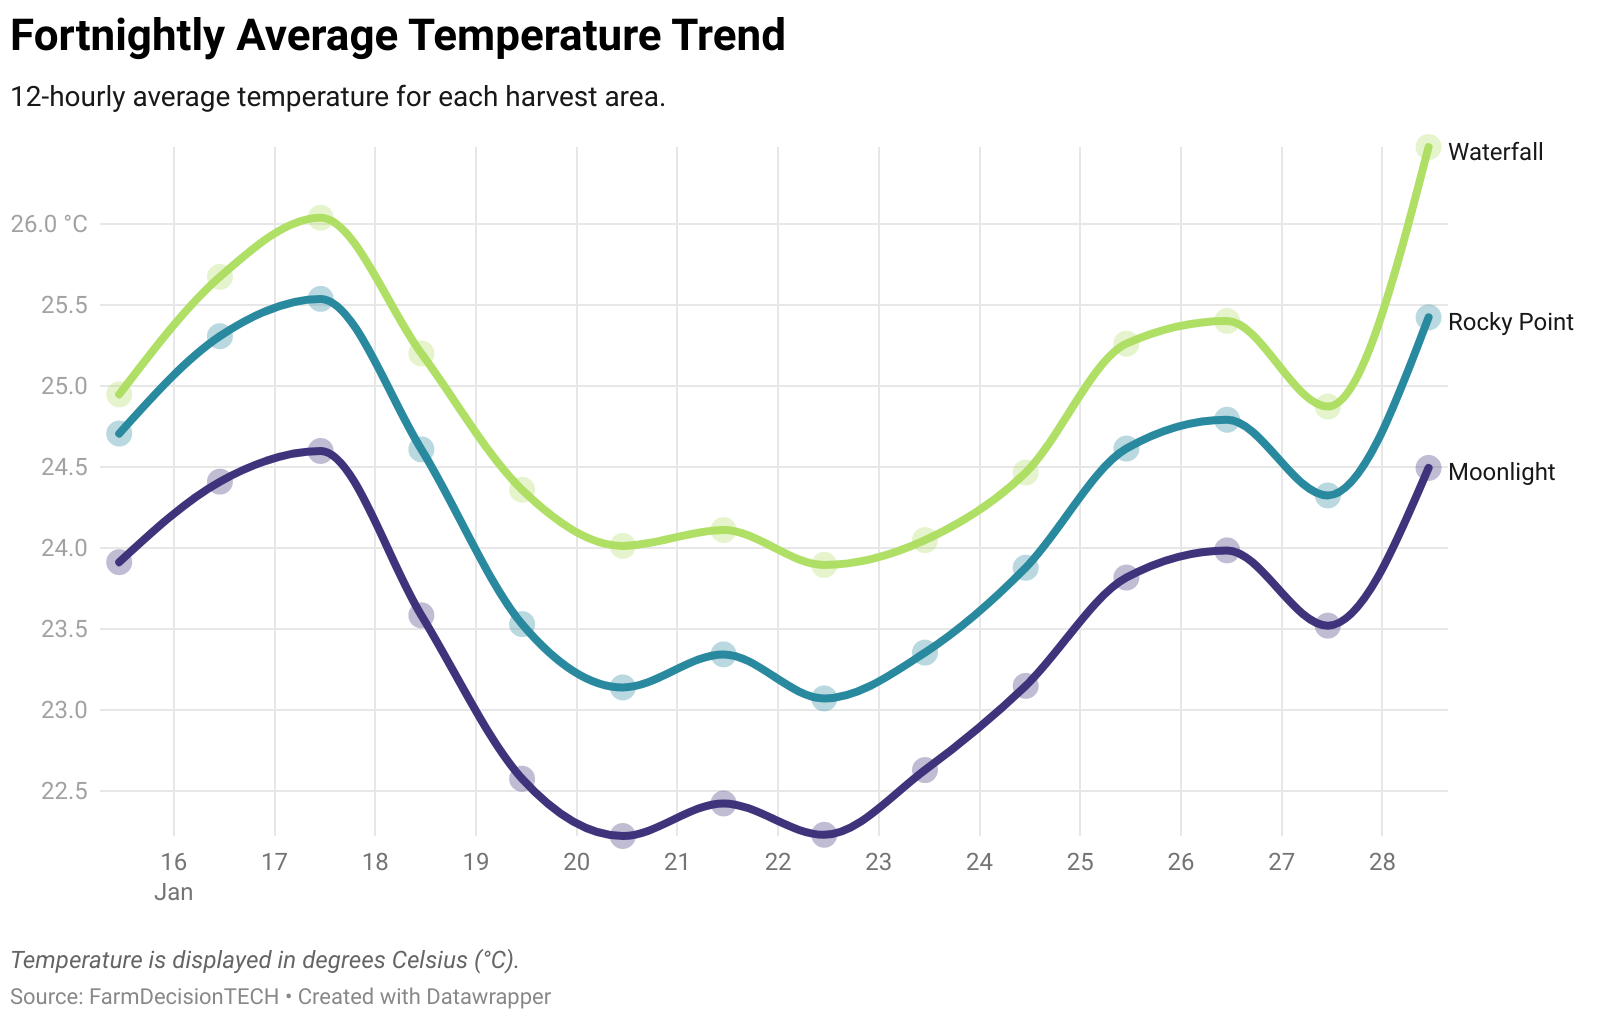 Fortnightly Average Temperature Trend
12-hourly average temperature for each harvest area.
Waterfall
26.0 °C
25.5
Rocky Point
25.0
24.5
Moonlight
24.0
23.5
23.0
22.5
16 17 18 19 20 21 22 23 24 25 26 27 28
Jan
Temperature is displayed in degrees Celsius (°C).
Source: FarmDecisionTECH • Created with Datawrapper